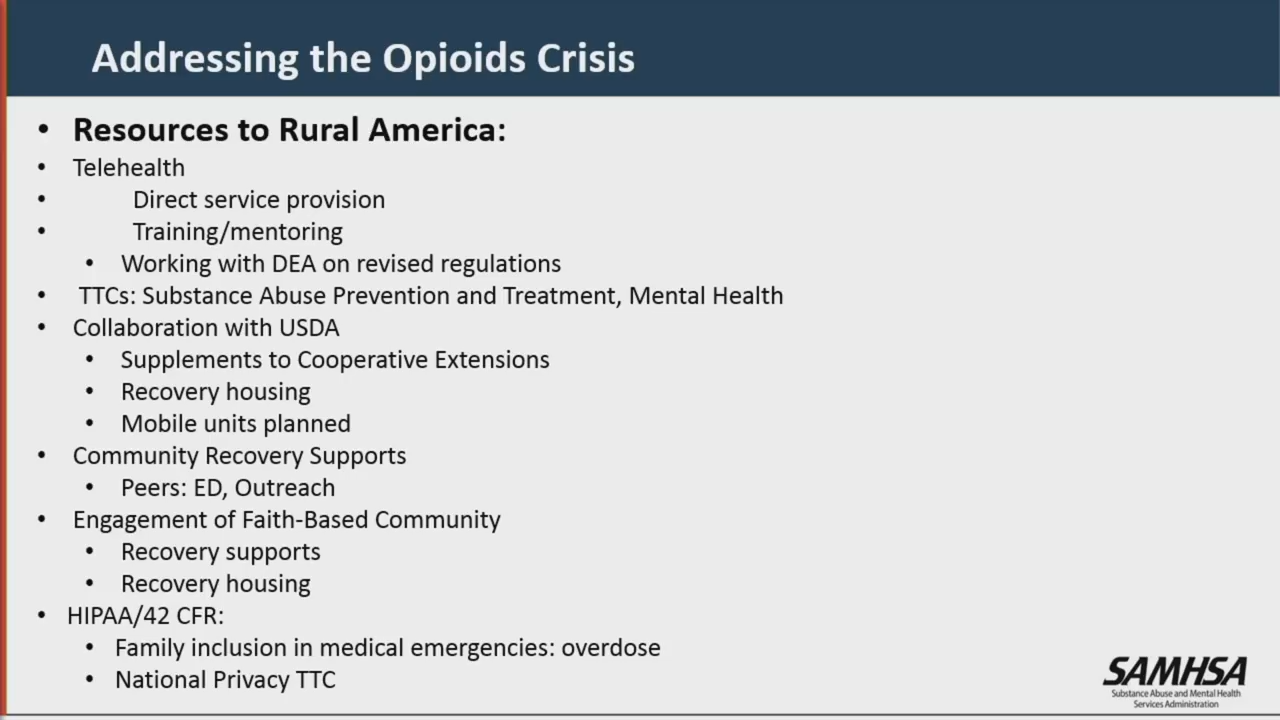 Addressing the Opioids Crisis
• Resources to Rural America:
• Telehealth
• Direct service provision
• Training/mentoring
• Working with DEA on revised regulations
• TTCs: Substance Abuse Prevention and Treatment, Mental Health
• Collaboration with USDA
• Supplements to Cooperative Extensions
• Recovery housing
• Mobile units planned
• Community Recovery Supports
• Peers: ED, Outreach
• Engagement of Faith-Based Community
• Recovery supports
• Recovery housing
• HIPAA/42 CFR:
• Family inclusion in medical emergencies: overdose
• National Privacy TTC
SAMHSA
Substance Abuse and Mental Health
Services Administration